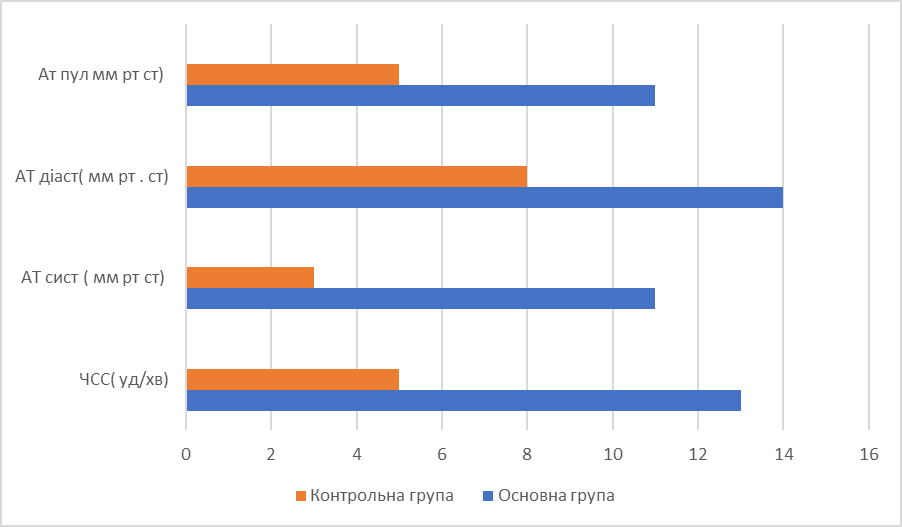 Ат пул мм рт ст)
АТ діаст( мм рт . ст)
АТ сист ( мм рт ст)
ЧСС( уд/хв)
0 2 4 6 8 10 12 14 16
Контрольна група Основна група